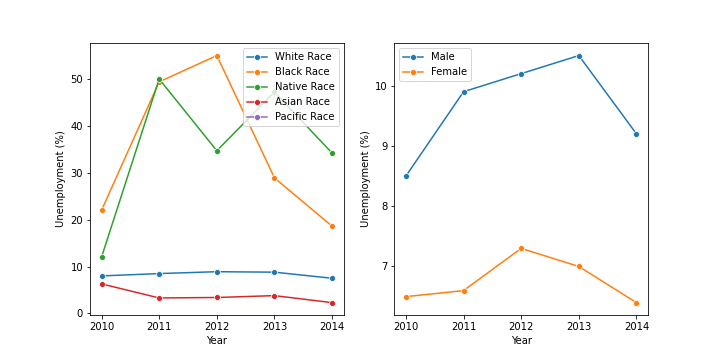 White Race
Black Race
Native Race
Asian Race
Pacific Race
50
40
30
20
10
0
Unemployment (%)
2010 2011 2012 2013 2014
Year
Male
Female
10
9
8
7
Unemployment (%)
2010 2011 2012 2013 2014
Year